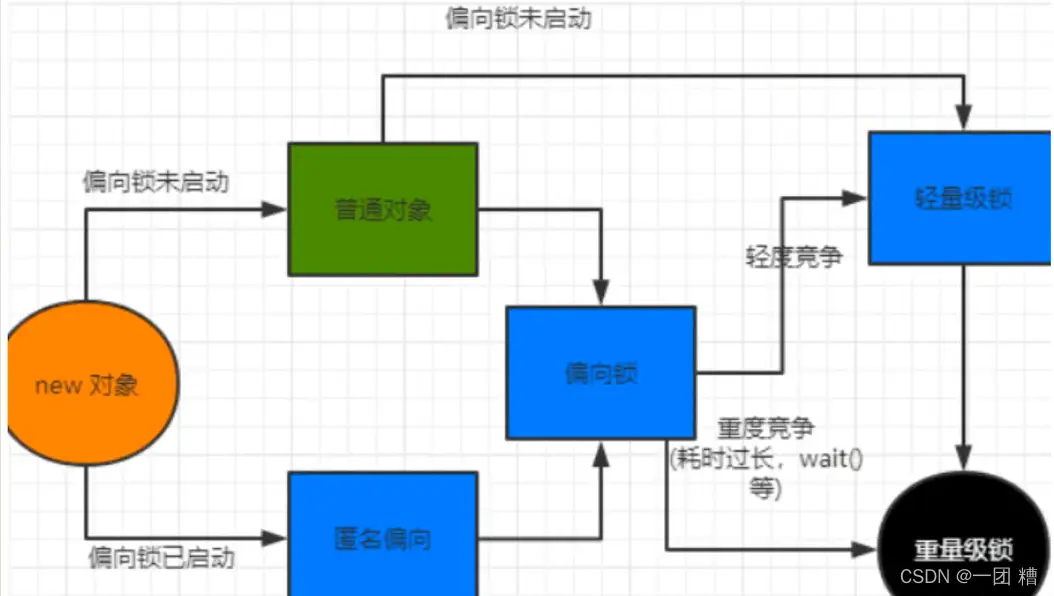 偏向锁未启动
偏向锁未启动
普通对象
轻量级锁
轻度竞争
new 对象
偏向锁
重度竞争
(耗时过长，wait()
等)
偏向锁已启动
匿名偏向
重量级锁
CSDN @一团 糟